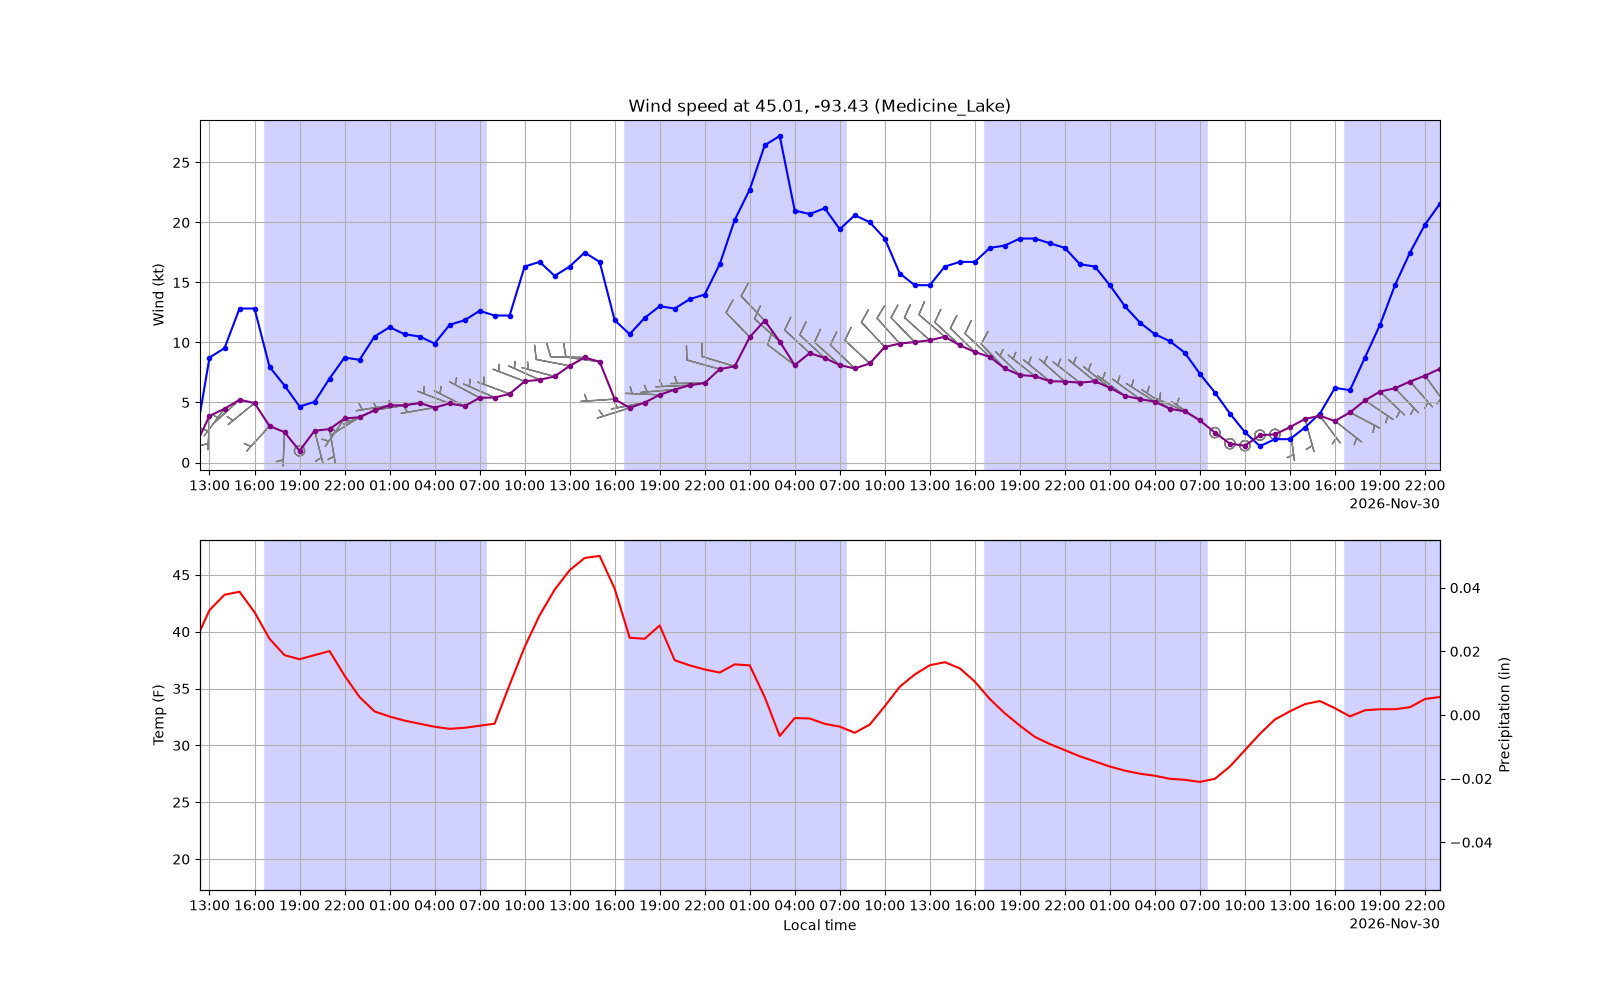 Wind speed at 45.01, -93.43 (Medicine_Lake)
Wind (kt)
25
20
15
10
5
0
13:00 16:00 19:00 22:00 01:00 04:00 07:00 10:00 13:00 16:00 19:00 22:00 01:00 04:00 07:00 10:00 13:00 16:00 19:00 22:00 01:00 04:00 07:00 10:00 13:00 16:00 19:00 22:00
2026-Nov-30
Temp (F)
45
40
35
30
25
20
0.04
0.02
0.00
−0.02
−0.04
Precipitation (in)
13:00 16:00 19:00 22:00 01:00 04:00 07:00 10:00 13:00 16:00 19:00 22:00 01:00 04:00 07:00 10:00 13:00 16:00 19:00 22:00 01:00 04:00 07:00 10:00 13:00 16:00 19:00 22:00
Local time
2026-Nov-30